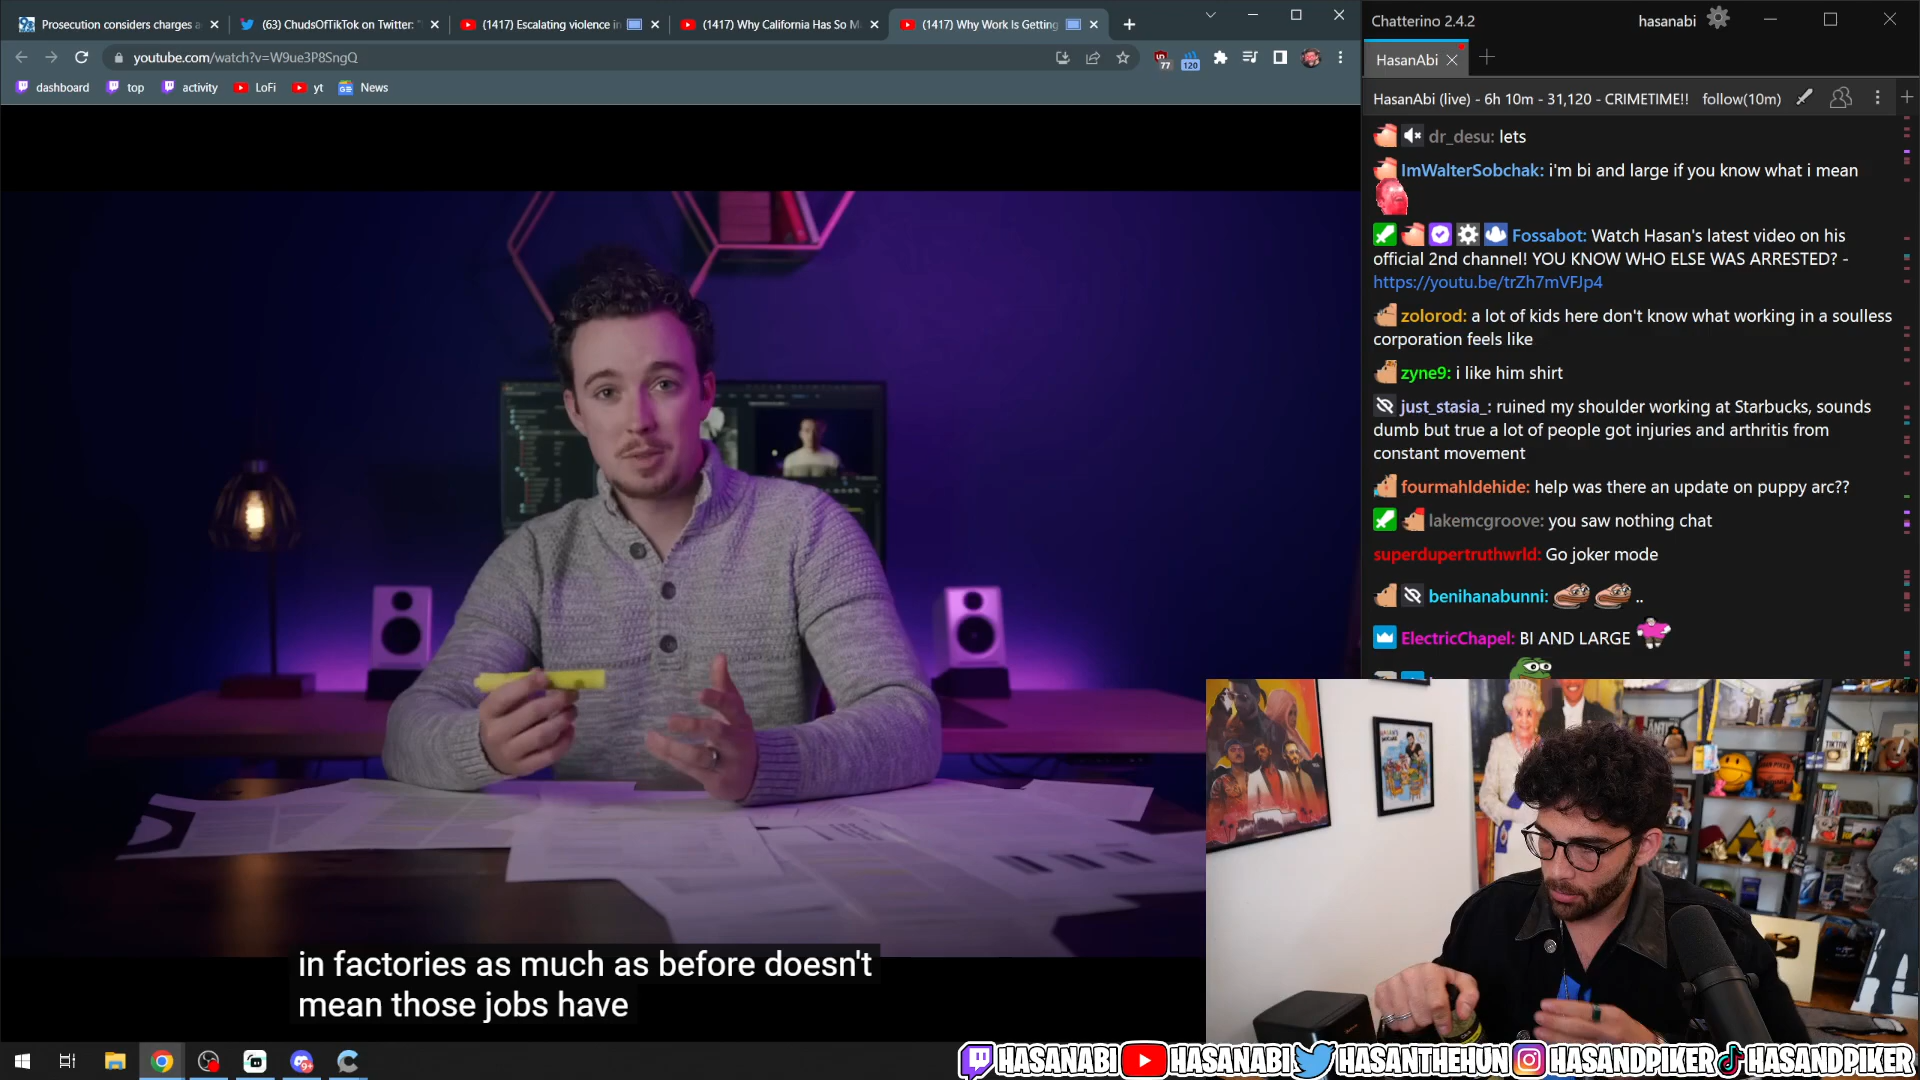 Prosecution considers charges a
(63) ChudsOfTikTok on Twitter: "
(1417) Escalating violence in
(1417) Why California Has So M
(1417) Why Work Is Getting
Chatterino 2.4.2
hasanabi
youtube.com/watch?v=W9ue3P8SngQ
77
120
HasanAbi
dashboard
top
activity
LoFi
yt
News
HasanAbi (live) - 6h 10m - 31,120 - CRIMETIME!!
follow(10m)
dr_desu: lets
ImWalterSobchak: i'm bi and large if you know what i mean
Fossabot: Watch Hasan's latest video on his
official 2nd channel! YOU KNOW WHO ELSE WAS ARRESTED? -
https://youtu.be/trZh7mVFJp4
zolorod: a lot of kids here don't know what working in a soulless
corporation feels like
zyne9: i like him shirt
just_stasia_: ruined my shoulder working at Starbucks, sounds
dumb but true a lot of people got injuries and arthritis from
constant movement
fourmahldehide: help was there an update on puppy arc??
lakemcgroove: you saw nothing chat
superdupertruthwrld: Go joker mode
benihanabunni: ..
ElectricChapel: BI AND LARGE
in factories as much as before doesn't
mean those jobs have
HASANABI HASANABI HASANTHEHUN HASANDPIKER HASANDPIKER